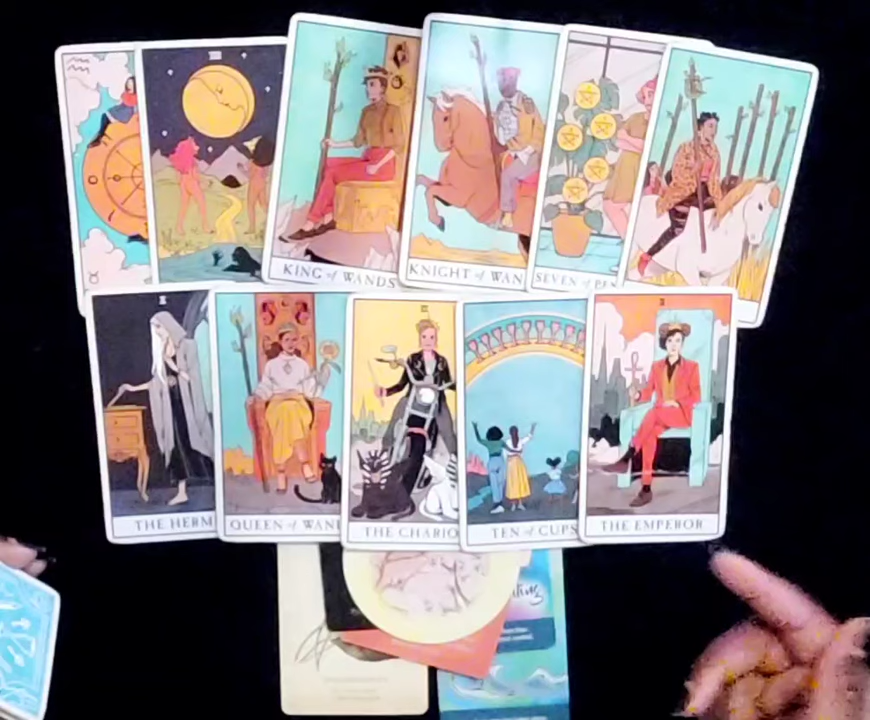 KING of WANDS
KNIGHT of WAN
SEVEN of PEN
THE HERM
QUEEN of WAND
THE CHARIO
TEN of CUPS
THE EMPEROR